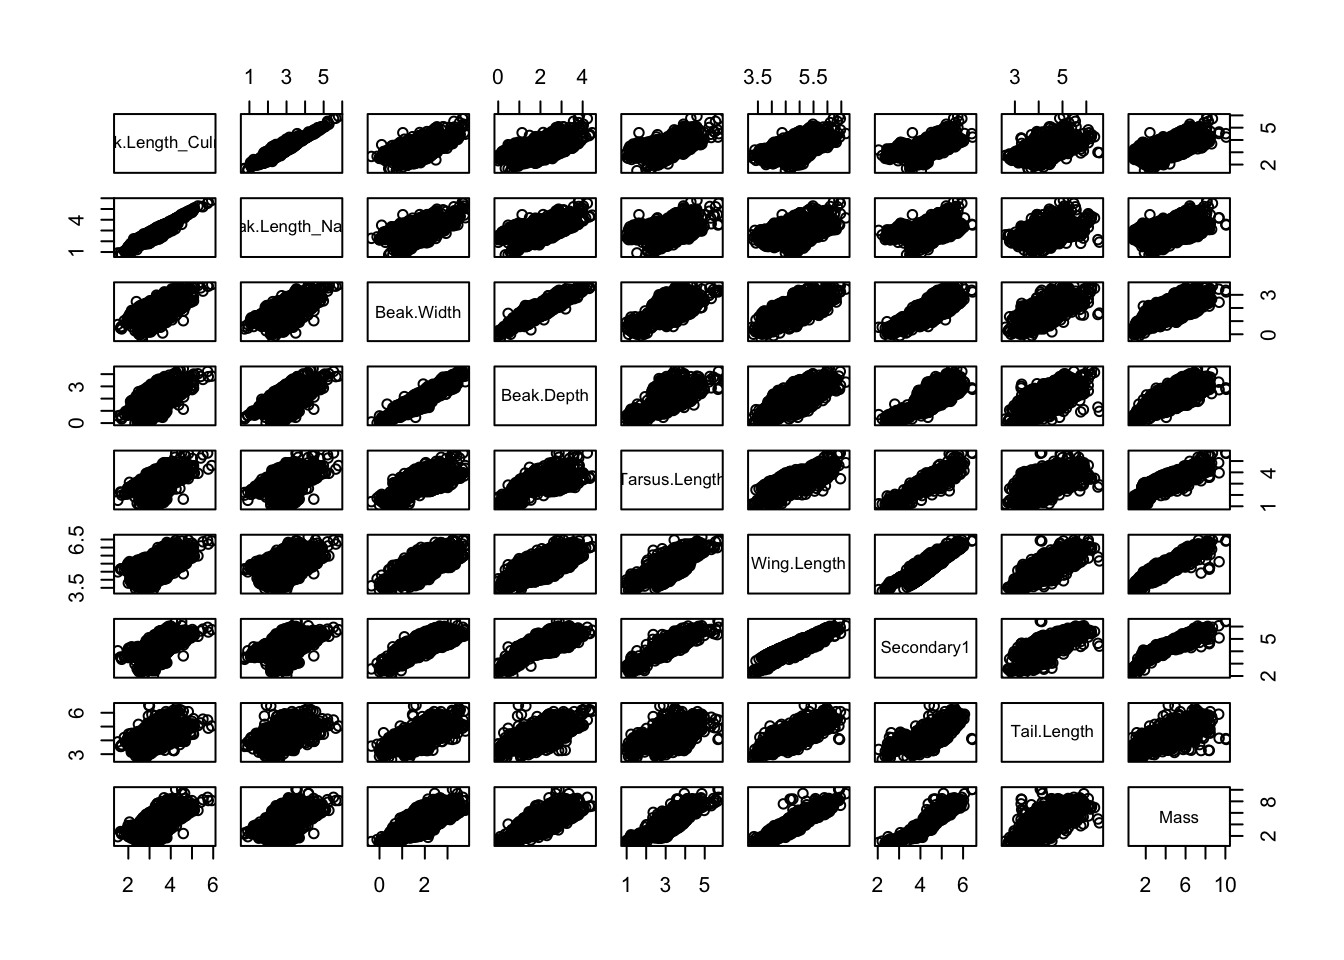 1 3 5 0 2 4 3.5 5.5 3 5
k.Length_Culı 5 2
4 1 ak.Length_Na
Beak.Width 3 0
3 0 Beak.Depth
Tarsus.Length 4 1
6.5 3.5 Wing.Length
Secondary1 5 2
6 3 Tail.Length
Mass 8 2
2 4 6 0 2 1 3 5 2 4 6 2 6 10